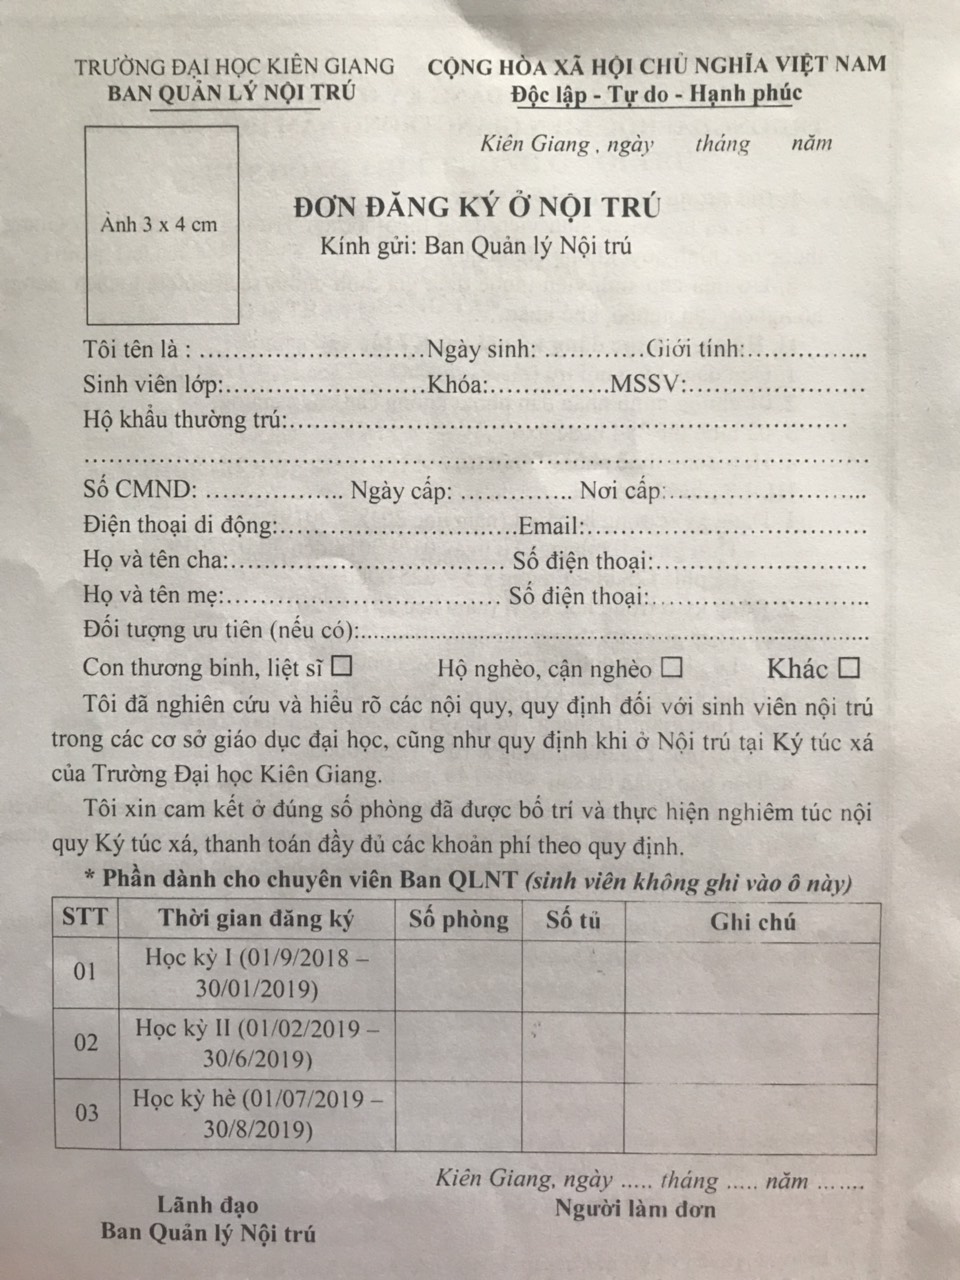 TRƯỜNG ĐẠI HỌC KIÊN GIANG
BAN QUẢN LÝ NỘI TRÚ
CỘNG HÒA XÃ HỘI CHỦ NGHĨA VIỆT NAM
Độc lập - Tự do - Hạnh phúc
Kiên Giang , ngày tháng năm
Ảnh 3 x 4 cm
ĐƠN ĐĂNG KÝ Ở NỘI TRÚ
Kính gửi: Ban Quản lý Nội trú
Tôi tên là : ............................Ngày sinh: .............Giới tính:...............
Sinh viên lớp:..........................Khóa:...............MSSV:......................
Hộ khẩu thường trú:......................................................................
....................................................................................................
Số CMND: ................. Ngày cấp: .............. Nơi cấp:.........................
Điện thoại di động:..............................Email:...................................
Họ và tên cha:.................................. Số điện thoại:..........................
Họ và tên mẹ:.................................. Số điện thoại:...........................
Đối tượng ưu tiên (nếu có):................................................................
Con thương binh, liệt sĩ ☐ Hộ nghèo, cận nghèo ☐ Khác ☐
Tôi đã nghiên cứu và hiểu rõ các nội quy, quy định đối với sinh viên nội trú
trong các cơ sở giáo dục đại học, cũng như quy định khi ở Nội trú tại Ký túc xá
của Trường Đại học Kiên Giang.
Tôi xin cam kết ở đúng số phòng đã được bố trí và thực hiện nghiêm túc nội
quy Ký túc xá, thanh toán đầy đủ các khoản phí theo quy định.
* Phần dành cho chuyên viên Ban QLNT (sinh viên không ghi vào ô này)
STT Thời gian đăng ký Số phòng Số tủ Ghi chú
01 Học kỳ I (01/9/2018 –
30/01/2019)
02 Học kỳ II (01/02/2019 –
30/6/2019)
03 Học kỳ hè (01/07/2019 –
30/8/2019)
Kiên Giang, ngày ..... tháng ..... năm .......
Lãnh đạo
Ban Quản lý Nội trú
Người làm đơn